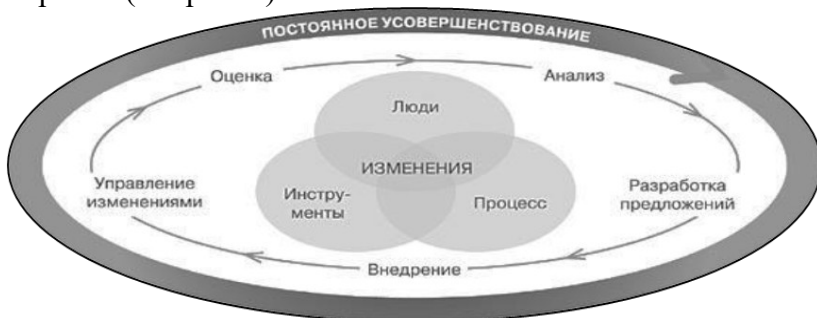 ПОСТОЯННОЕ УСОВЕРШЕНСТВОВАНИЕ
Оценка
Анализ
Люди
ИЗМЕНЕНИЯ
Управление
изменениями
Инстру-
менты
Процесс
Разработка
предложений
Внедрение